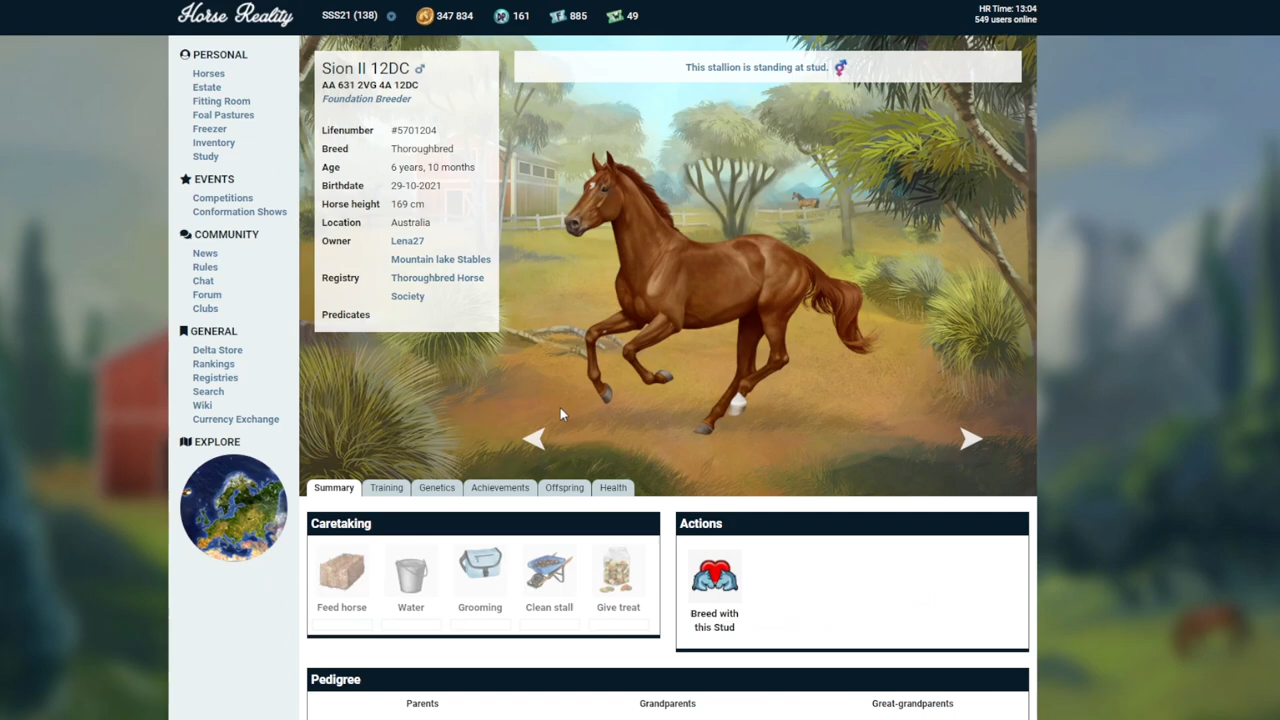 Horse Reality
SSS21 (138)
347 834
161
885
49
HR Time: 13:04
549 users online
PERSONAL
Horses
Estate
Fitting Room
Foal Pastures
Freezer
Inventory
Study
EVENTS
Competitions
Conformation Shows
COMMUNITY
News
Rules
Chat
Forum
Clubs
GENERAL
Delta Store
Rankings
Registries
Search
Wiki
Currency Exchange
EXPLORE
Sion II 12DC
AA 631 2VG 4A 12DC
Foundation Breeder
Lifenumber #5701204
Breed Thoroughbred
Age 6 years, 10 months
Birthdate 29-10-2021
Horse height 169 cm
Location Australia
Owner Lena27
Mountain lake Stables
Registry Thoroughbred Horse
Society
Predicates
This stallion is standing at stud.
Summary Training Genetics Achievements Offspring Health
Caretaking
Feed horse Water Grooming Clean stall Give treat
Actions
Breed with
this Stud
Pedigree
Parents Grandparents Great-grandparents